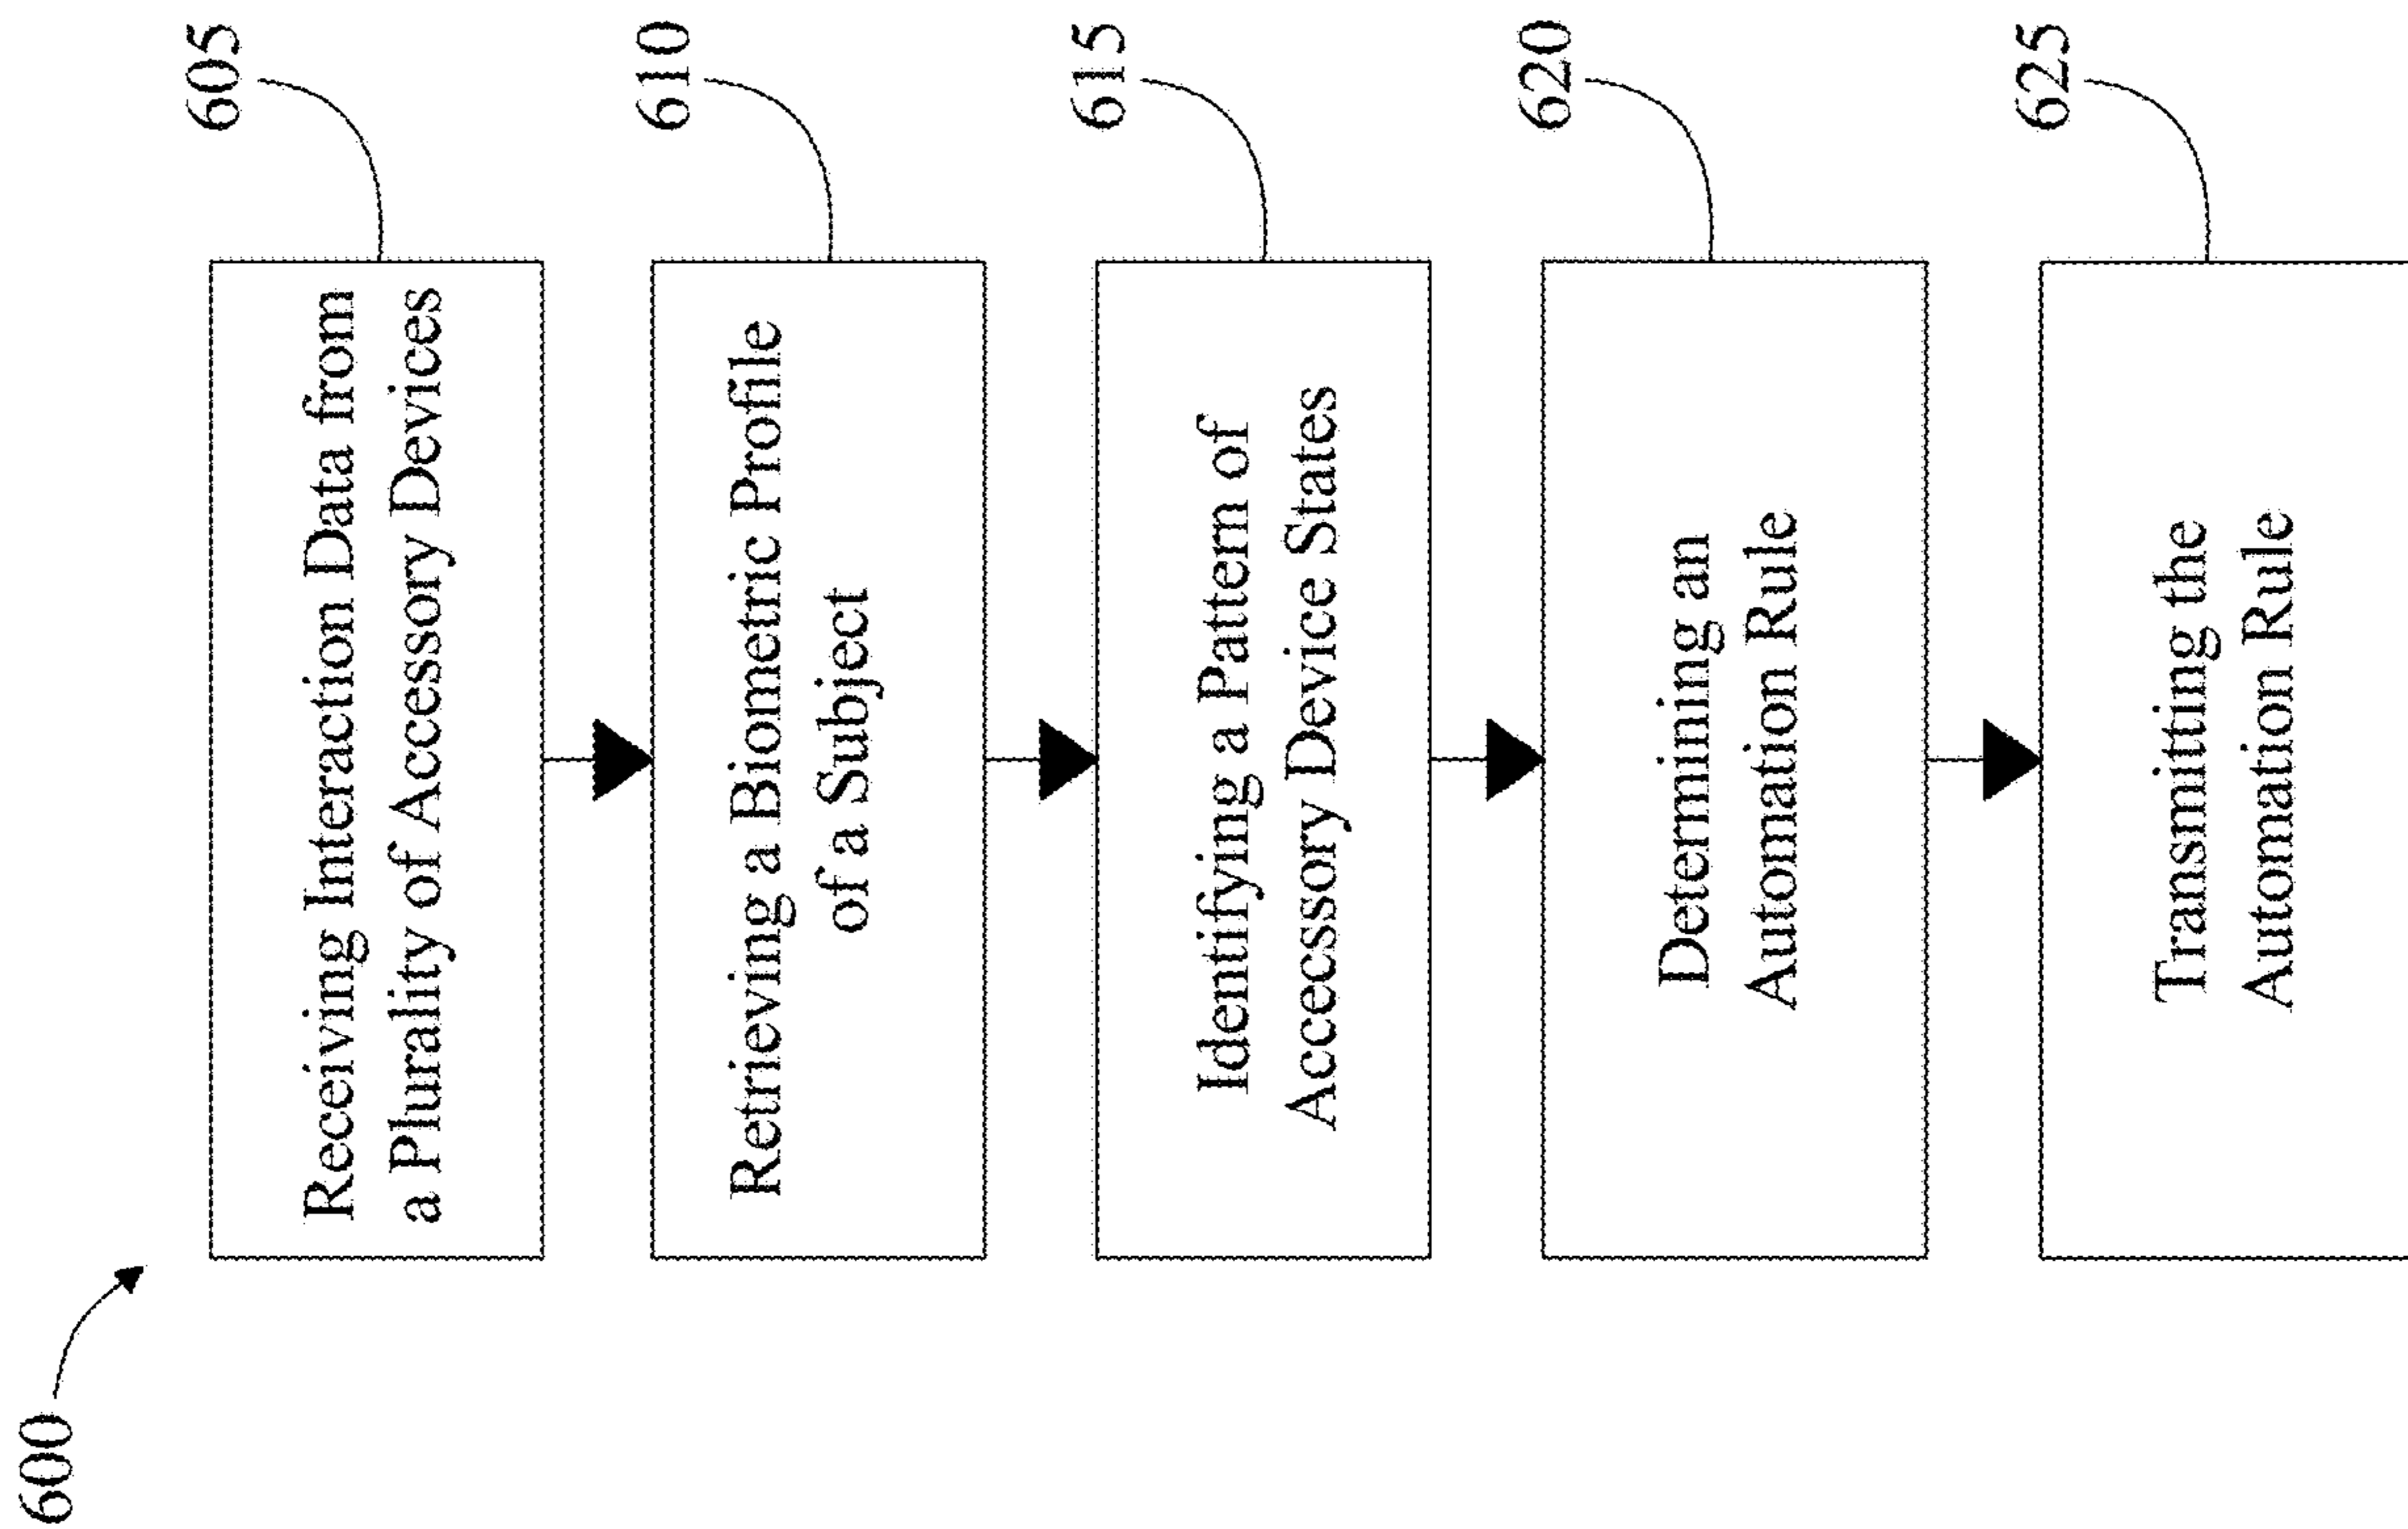 600
Receiving Interaction Data from
a Plurality of Accessory Devices
605
Retrieving a Biometric Profile
of a Subject
610
Identifying a Pattern of
Accessory Device States
615
Determining an
Automation Rule
620
Transmitting the
Automation Rule
625